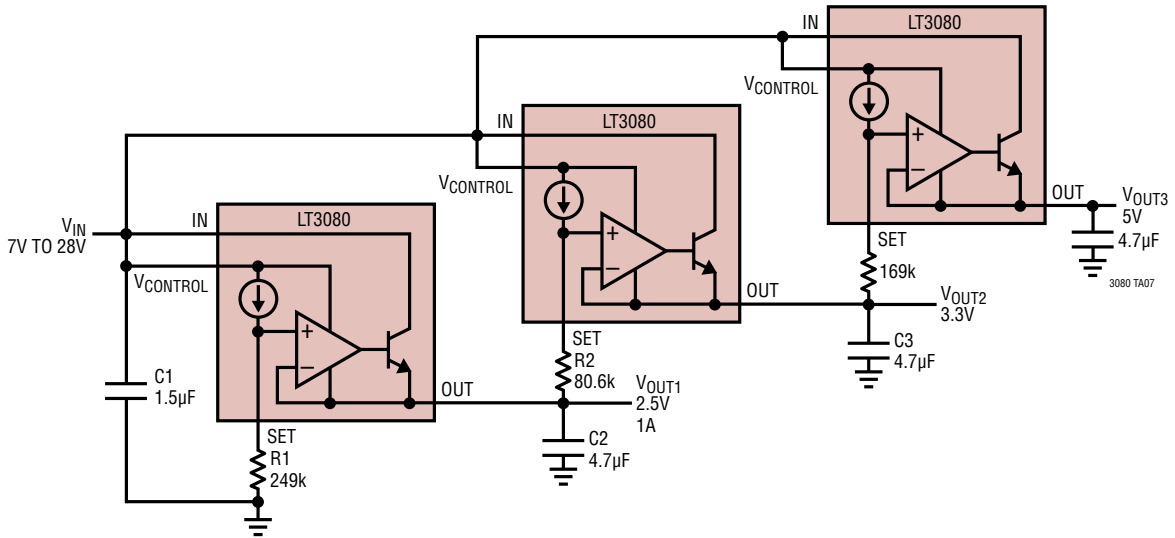 IN
LT3080
VCONTROL
+
−
OUT
VOUT3
5V
4.7µF
SET
169k
3080 TA07
IN
LT3080
VCONTROL
+
−
OUT
VOUT2
3.3V
SET
R2
80.6k
C3
4.7µF
VIN
7V TO 28V
IN
LT3080
VCONTROL
+
−
OUT
VOUT1
2.5V
1A
C1
1.5µF
SET
R1
249k
C2
4.7µF